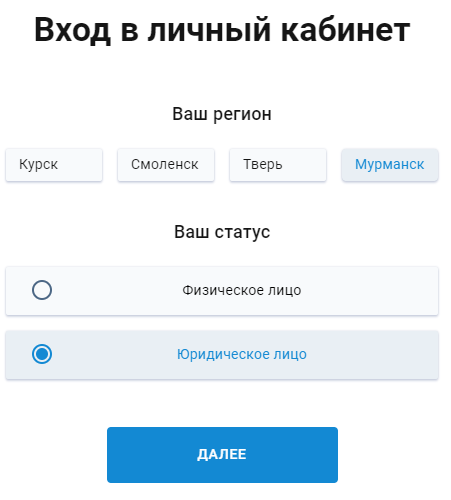 Вход в личный кабинет
Ваш регион
Курск Смоленск Тверь Мурманск
Ваш статус
Физическое лицо
Юридическое лицо
ДАЛЕЕ